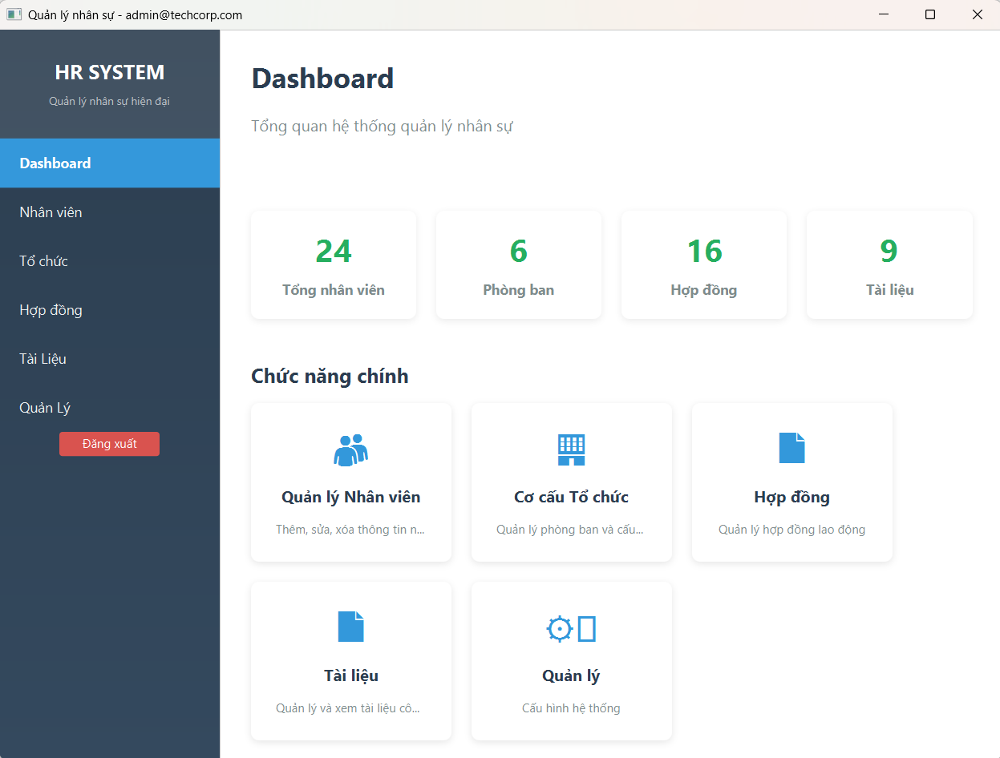 Quản lý nhân sự - admin@techcorp.com
HR SYSTEM
Quản lý nhân sự hiện đại
Dashboard
Nhân viên
Tổ chức
Hợp đồng
Tài Liệu
Quản Lý
Đăng xuất
Dashboard
Tổng quan hệ thống quản lý nhân sự
24
Tổng nhân viên
6
Phòng ban
16
Hợp đồng
9
Tài liệu
Chức năng chính
Quản lý Nhân viên
Thêm, sửa, xóa thông tin n...
Cơ cấu Tổ chức
Quản lý phòng ban và cấu...
Hợp đồng
Quản lý hợp đồng lao động
Tài liệu
Quản lý và xem tài liệu cô...
Quản lý
Cấu hình hệ thống